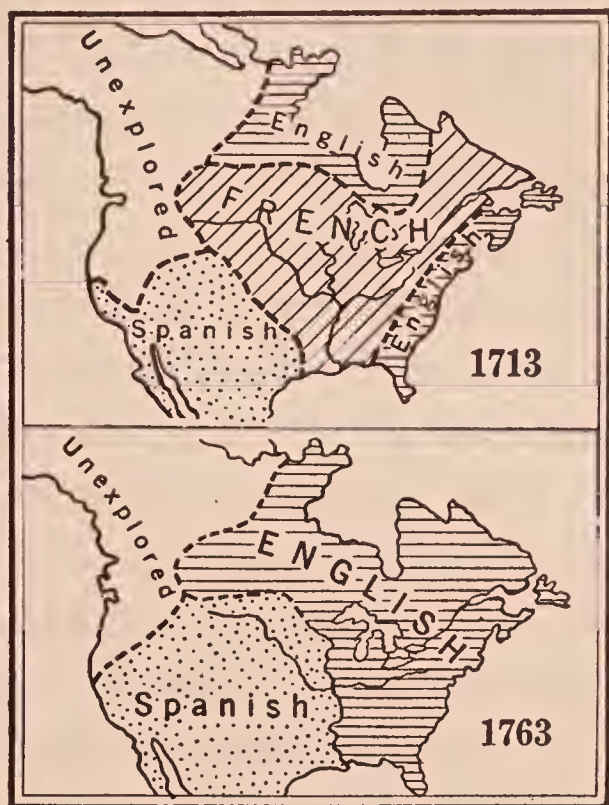 Unexplored
English
FRENCH
English
Spanish
1713
Unexplored
ENGLISH
Spanish
1763